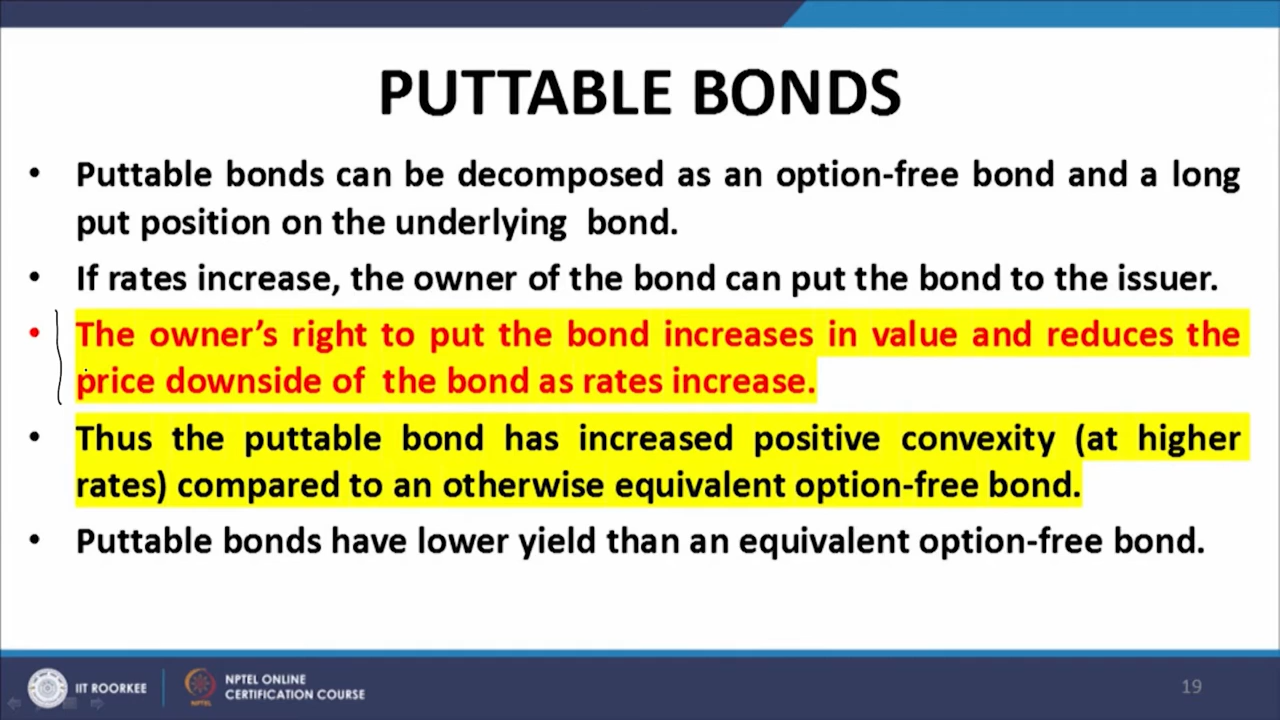 PUTTABLE BONDS
• Puttable bonds can be decomposed as an option-free bond and a long
put position on the underlying bond.
• If rates increase, the owner of the bond can put the bond to the issuer.
• The owner’s right to put the bond increases in value and reduces the
price downside of the bond as rates increase.
• Thus the puttable bond has increased positive convexity (at higher
rates) compared to an otherwise equivalent option-free bond.
• Puttable bonds have lower yield than an equivalent option-free bond.
IIT ROORKEE
NPTEL ONLINE
CERTIFICATION COURSE
NPTEL
19